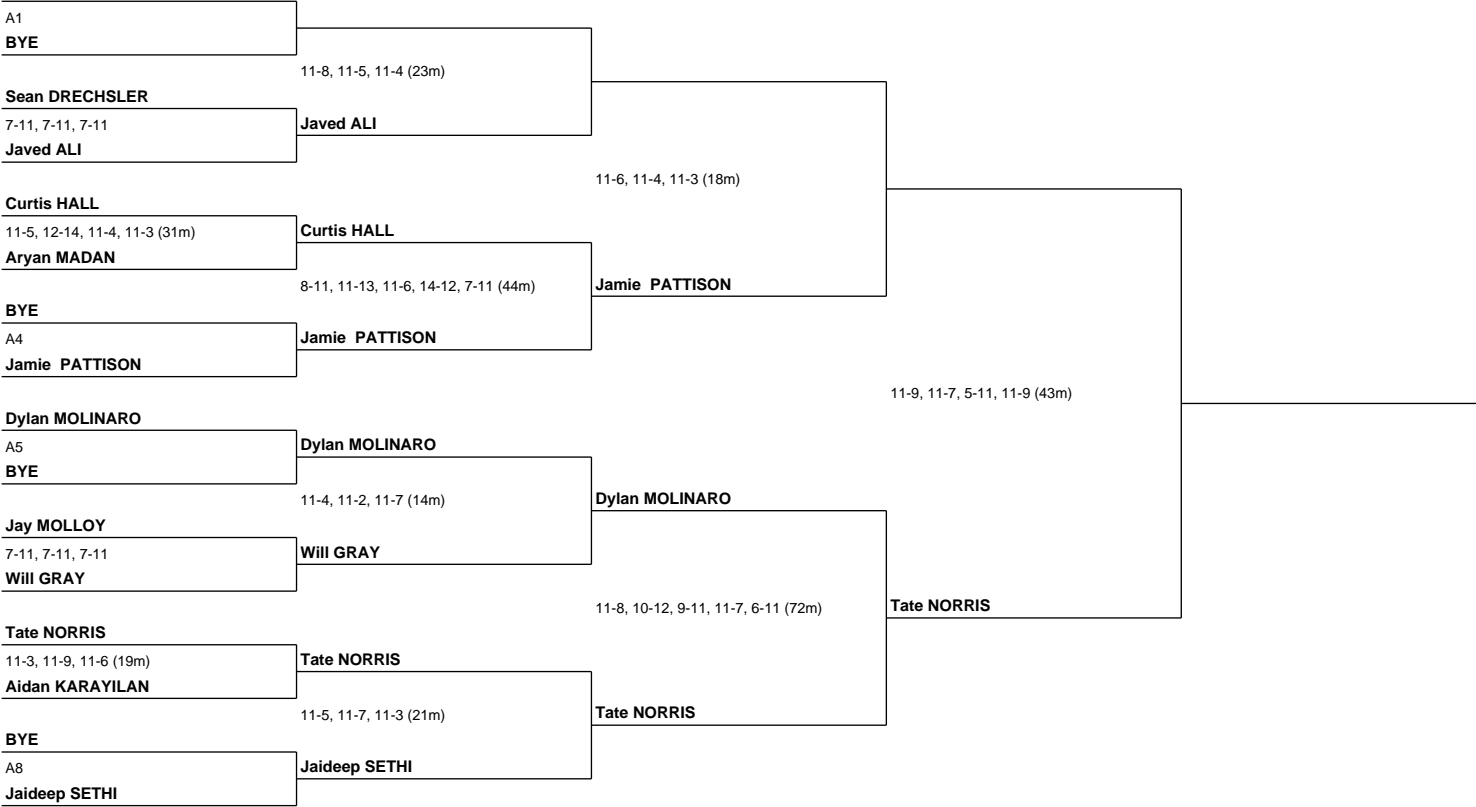 A1
BYE
Sean DRECHSLER
7-11, 7-11, 7-11
Javed ALI
Curtis HALL
11-5, 12-14, 11-4, 11-3 (31m)
Aryan MADAN
BYE
A4
Jamie PATTISON
Dylan MOLINARO
A5
BYE
Jay MOLLOY
7-11, 7-11, 7-11
Will GRAY
Tate NORRIS
11-3, 11-9, 11-6 (19m)
Aidan KARAYILAN
BYE
A8
Jaideep SETHI
11-8, 11-5, 11-4 (23m)
Javed ALI
Curtis HALL
8-11, 11-13, 11-6, 14-12, 7-11 (44m)
Jamie PATTISON
Dylan MOLINARO
11-4, 11-2, 11-7 (14m)
Will GRAY
Tate NORRIS
11-5, 11-7, 11-3 (21m)
Jaideep SETHI
11-6, 11-4, 11-3 (18m)
Jamie PATTISON
Dylan MOLINARO
11-8, 10-12, 9-11, 11-7, 6-11 (72m)
Tate NORRIS
11-9, 11-7, 5-11, 11-9 (43m)
Tate NORRIS